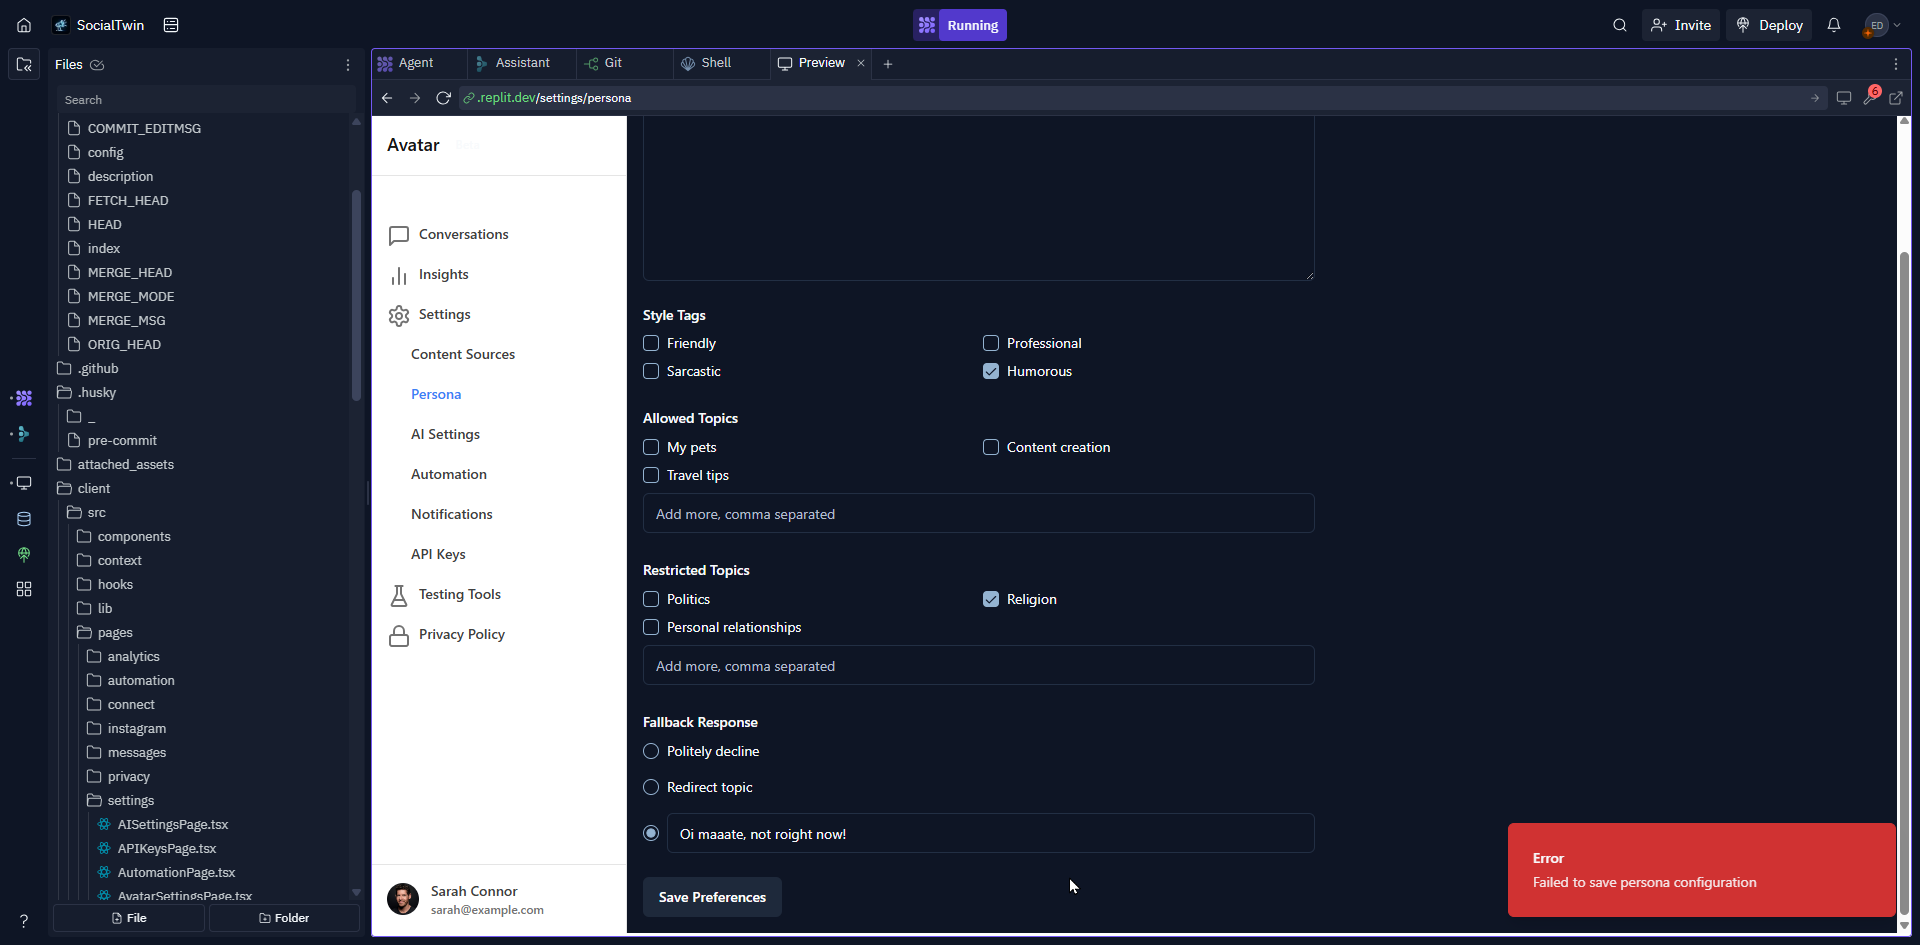 SocialTwin
Running
Invite
Deploy
ED
Files
Search
COMMIT_EDITMSG
config
description
FETCH_HEAD
HEAD
index
MERGE_HEAD
MERGE_MODE
MERGE_MSG
ORIG_HEAD
.github
.husky
_
pre-commit
attached_assets
client
src
components
context
hooks
lib
pages
analytics
automation
connect
instagram
messages
privacy
settings
AISettingsPage.tsx
APIKeysPage.tsx
AutomationPage.tsx
AvatarSettingsPage.tsx
File
Folder
?
Agent
Assistant
Git
Shell
Preview
.replit.dev/settings/persona
6
Avatar
Beta
Conversations
Insights
Settings
Content Sources
Persona
AI Settings
Automation
Notifications
API Keys
Testing Tools
Privacy Policy
Sarah Connor
sarah@example.com
Style Tags
Friendly
Professional
Sarcastic
Humorous
Allowed Topics
My pets
Content creation
Travel tips
Add more, comma separated
Restricted Topics
Politics
Religion
Personal relationships
Add more, comma separated
Fallback Response
Politely decline
Redirect topic
Oi maaate, not roight now!
Save Preferences
Error
Failed to save persona configuration